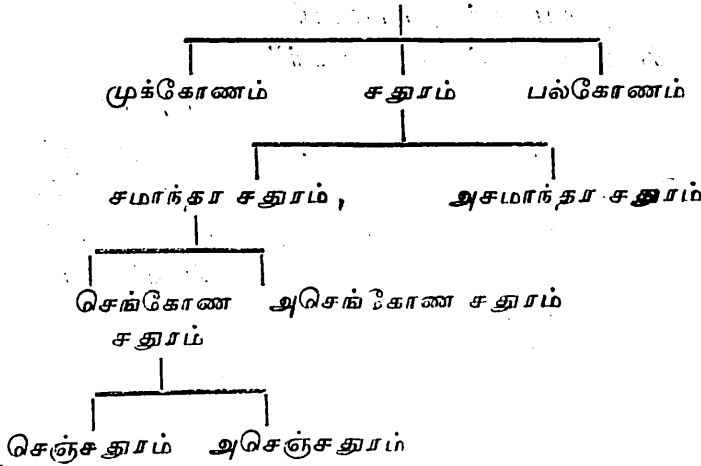 முக்கோணம் சதுரம் பல்கோணம்
சமாந்தர சதுரம், அசமாந்தர சதுரம்
செங்கோண அசெங்கோண சதுரம்
சதுரம்
செஞ்சதுரம் அசெஞ்சதுரம்